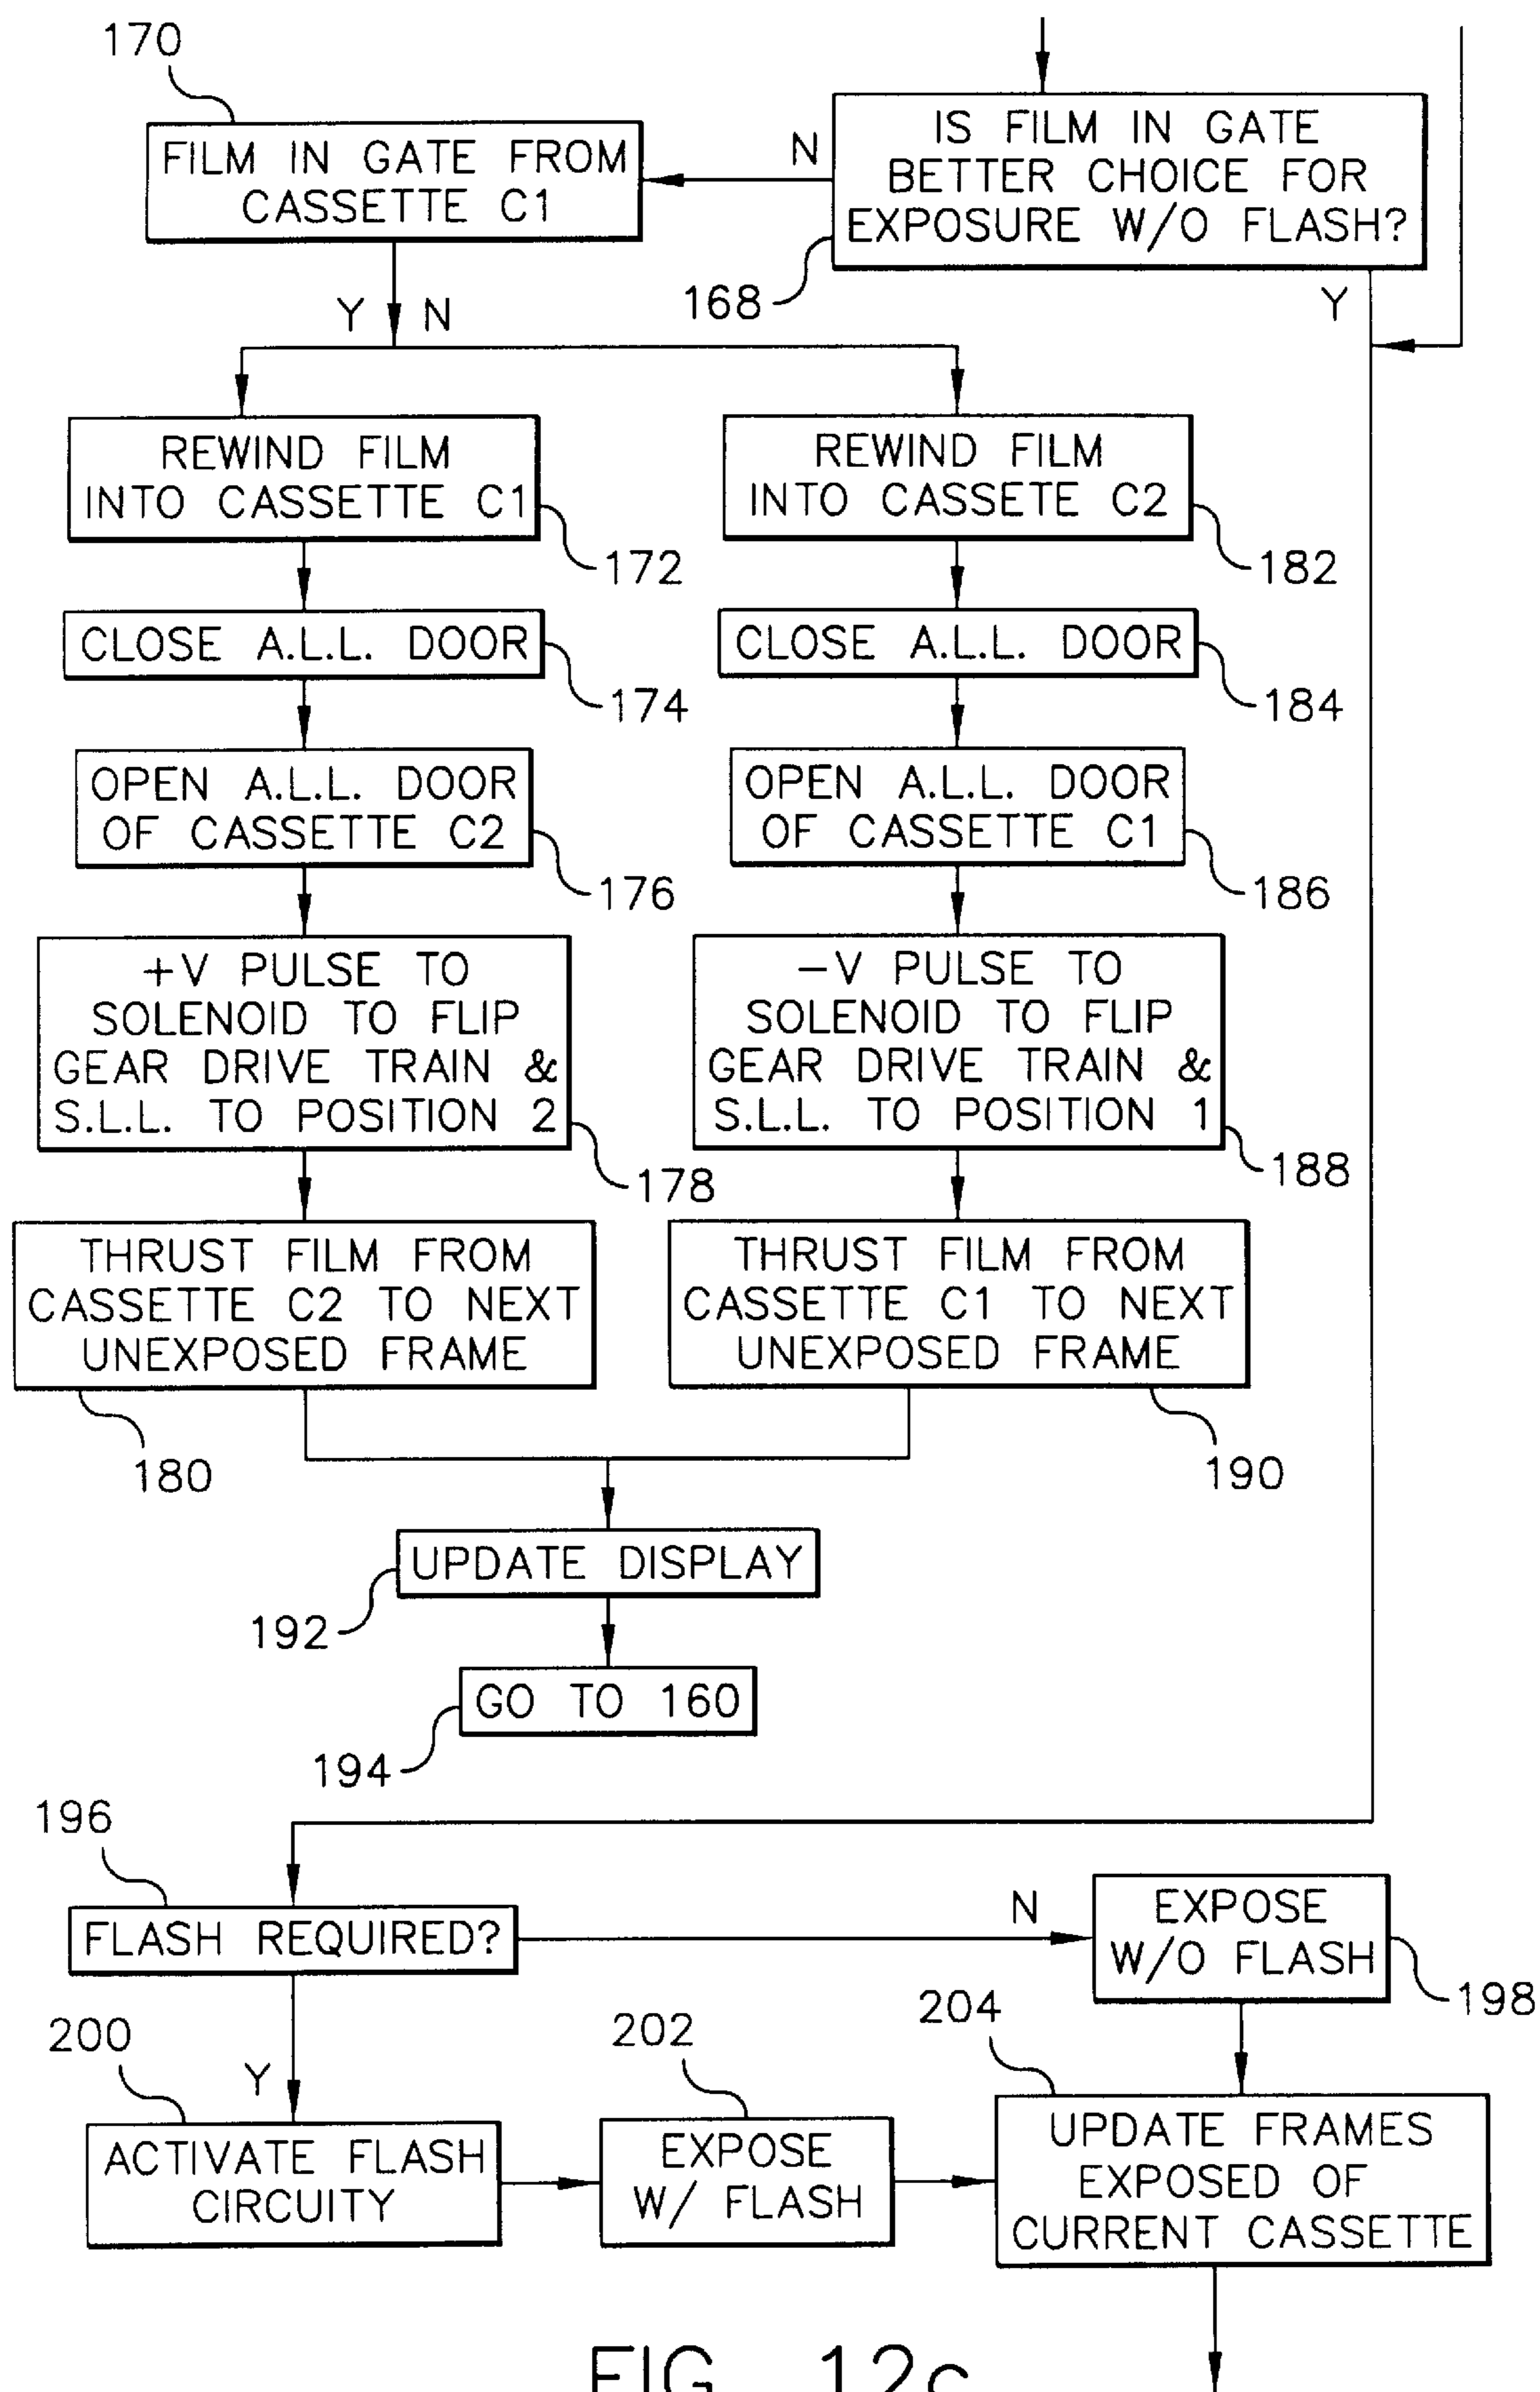 170
FILM IN GATE FROM
CASSETTE C1
N
IS FILM IN GATE
BETTER CHOICE FOR
EXPOSURE W/O FLASH?
168
Y
Y N
REWIND FILM
INTO CASSETTE C1
172
REWIND FILM
INTO CASSETE C2
182
CLOSE A.L.L. DOOR
174
CLOSE A.L.L. DOOR
184
OPEN A.L.L. DOOR
OF CASSETTE C2
176
OPEN A.L.L. DOOR
OF CASSETTE C1
186
+V PULSE TO
SOLENOID TO FLIP
GEAR DRIVE TRAIN &
S.L.L. TO POSITION 2
178
-V PULSE TO
SOLENOID TO FLIP
GEAR DRIVE TRAIN &
S.L.L. TO POSITION 1
188
THRUST FILM FROM
CASSETTE C2 TO NEXT
UNEXPOSED FRAME
180
THRUST FILM FROM
CASSETTE C1 TO NEXT
UNEXPOSED FRAME
190
UPDATE DISPLAY
192
GO TO 160
194
196
FLASH REQUIRED?
N
EXPOSE
W/O FLASH
198
Y
200
ACTIVATE FLASH
CIRCUITY
202
EXPOSE
W/ FLASH
204
UPDATE FRAMES
EXPOSED OF
CURRENT CASSETTE
FIG. 12c